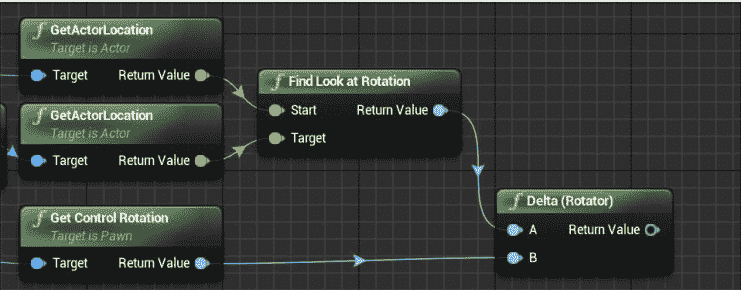 GetActorLocation
Target is Actor
Target Return Value
GetActorLocation
Target is Actor
Target Return Value
Find Look at Rotation
Start Return Value
Target
Get Control Rotation
Target is Pawn
Target Return Value
Delta (Rotator)
A Return Value
B